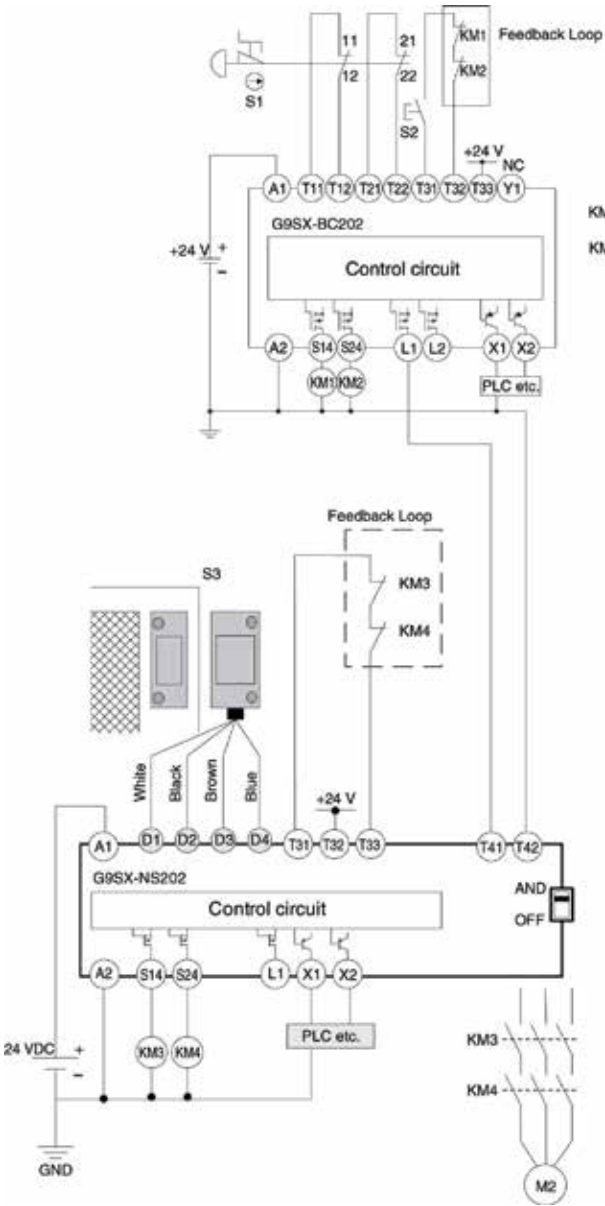 11 21 KM1 Feedback Loop
12 22 KM2
S1 S2
+24 V
NC
A1 T11 T12 T21 T22 T31 T32 T33 Y1
KM
G9SX-BC202
KM
+24 V + −
Control circuit
A2 S14 S24 L1 L2 X1 X2
KM1 KM2 PLC etc.
Feedback Loop
S3
KM3
KM4
White Black Brown Blue
+24 V
A1 D1 D2 D3 D4 T31 T32 T33 T41 T42
G9SX-NS202
AND
Control circuit
OFF
A2 S14 S24 L1 X1 X2
24 VDC + −
KM3 KM4 PLC etc.
KM3
KM4
GND
M2